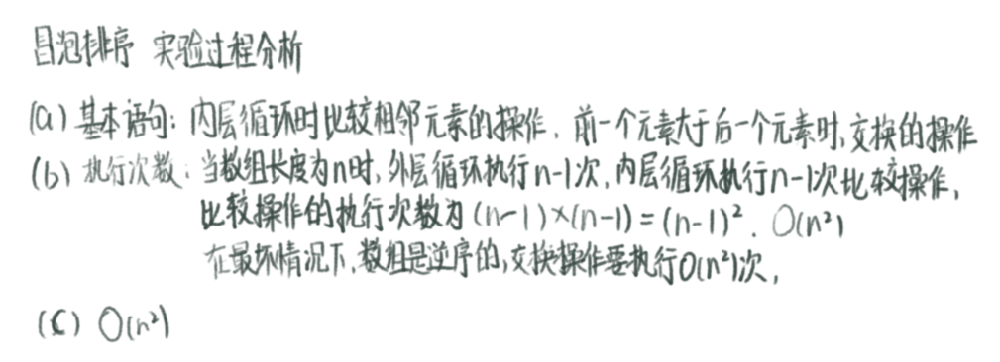 冒泡排序 实验过程分析
(a) 基本语句：内层循环时比较相邻元素的操作，前一个元素大于后一个元素时，交换的操作
(b) 执行次数：当数组长度为n时，外层循环执行n-1次，内层循环执行n-1次比较操作，
比较操作的执行次数为(n-1)×(n-1)=(n-1)². O(n²)
在最坏情况下，数组是逆序的，交换操作要执行O(n²)次，
(C) O(n²)